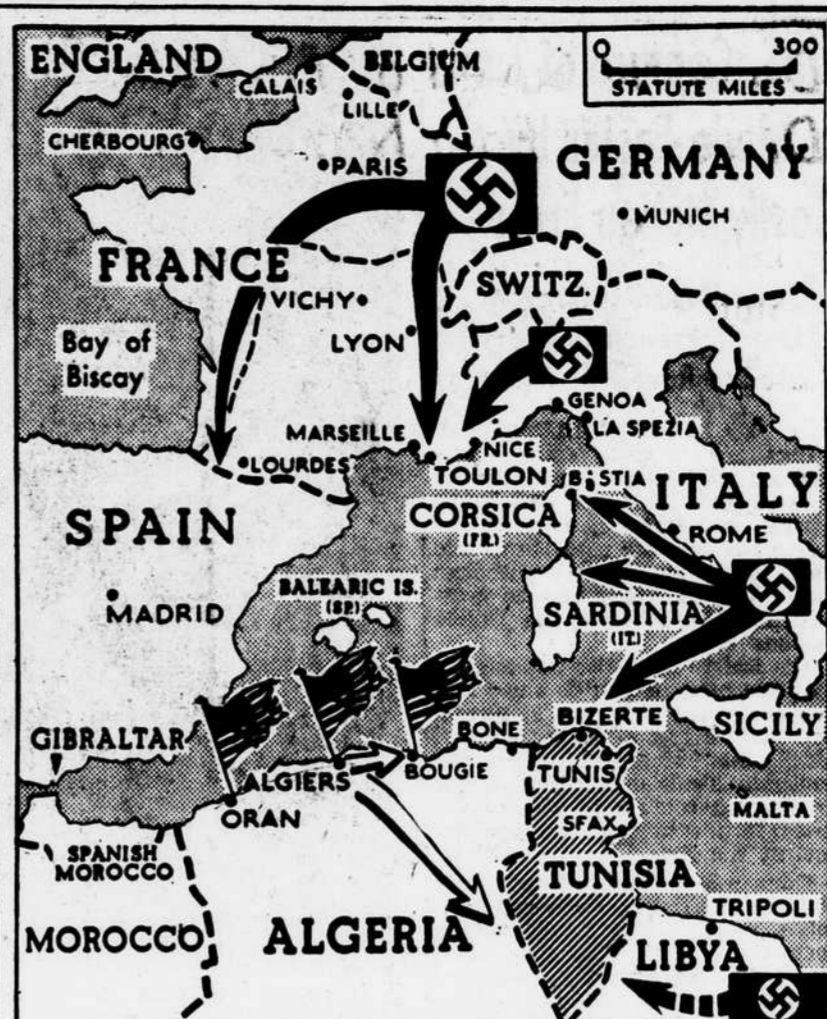 ENGLAND
BELGIUM
0 300
STATUTE MILES
CALAIS
LILLE
CHERBOURG
PARIS
GERMANY
MUNICH
FRANCE
SWITZ.
VICHY
LYON
Bay of
Biscay
GENOA
LA SPEZIA
MARSEILLE
NICE
LOURDES
TOULON
BASTIA
ITALY
CORSICA
(FR.)
ROME
SPAIN
BALEARIC IS.
(SP.)
MADRID
SARDINIA
(IT.)
BIZERTE
SICILY
GIBRALTAR
BONE
ALGIERS
BOUGIE
TUNIS
ORAN
MALTA
SFAX
SPANISH
MOROCCO
TUNISIA
TRIPOLI
MOROCCO
ALGERIA
LIBYA